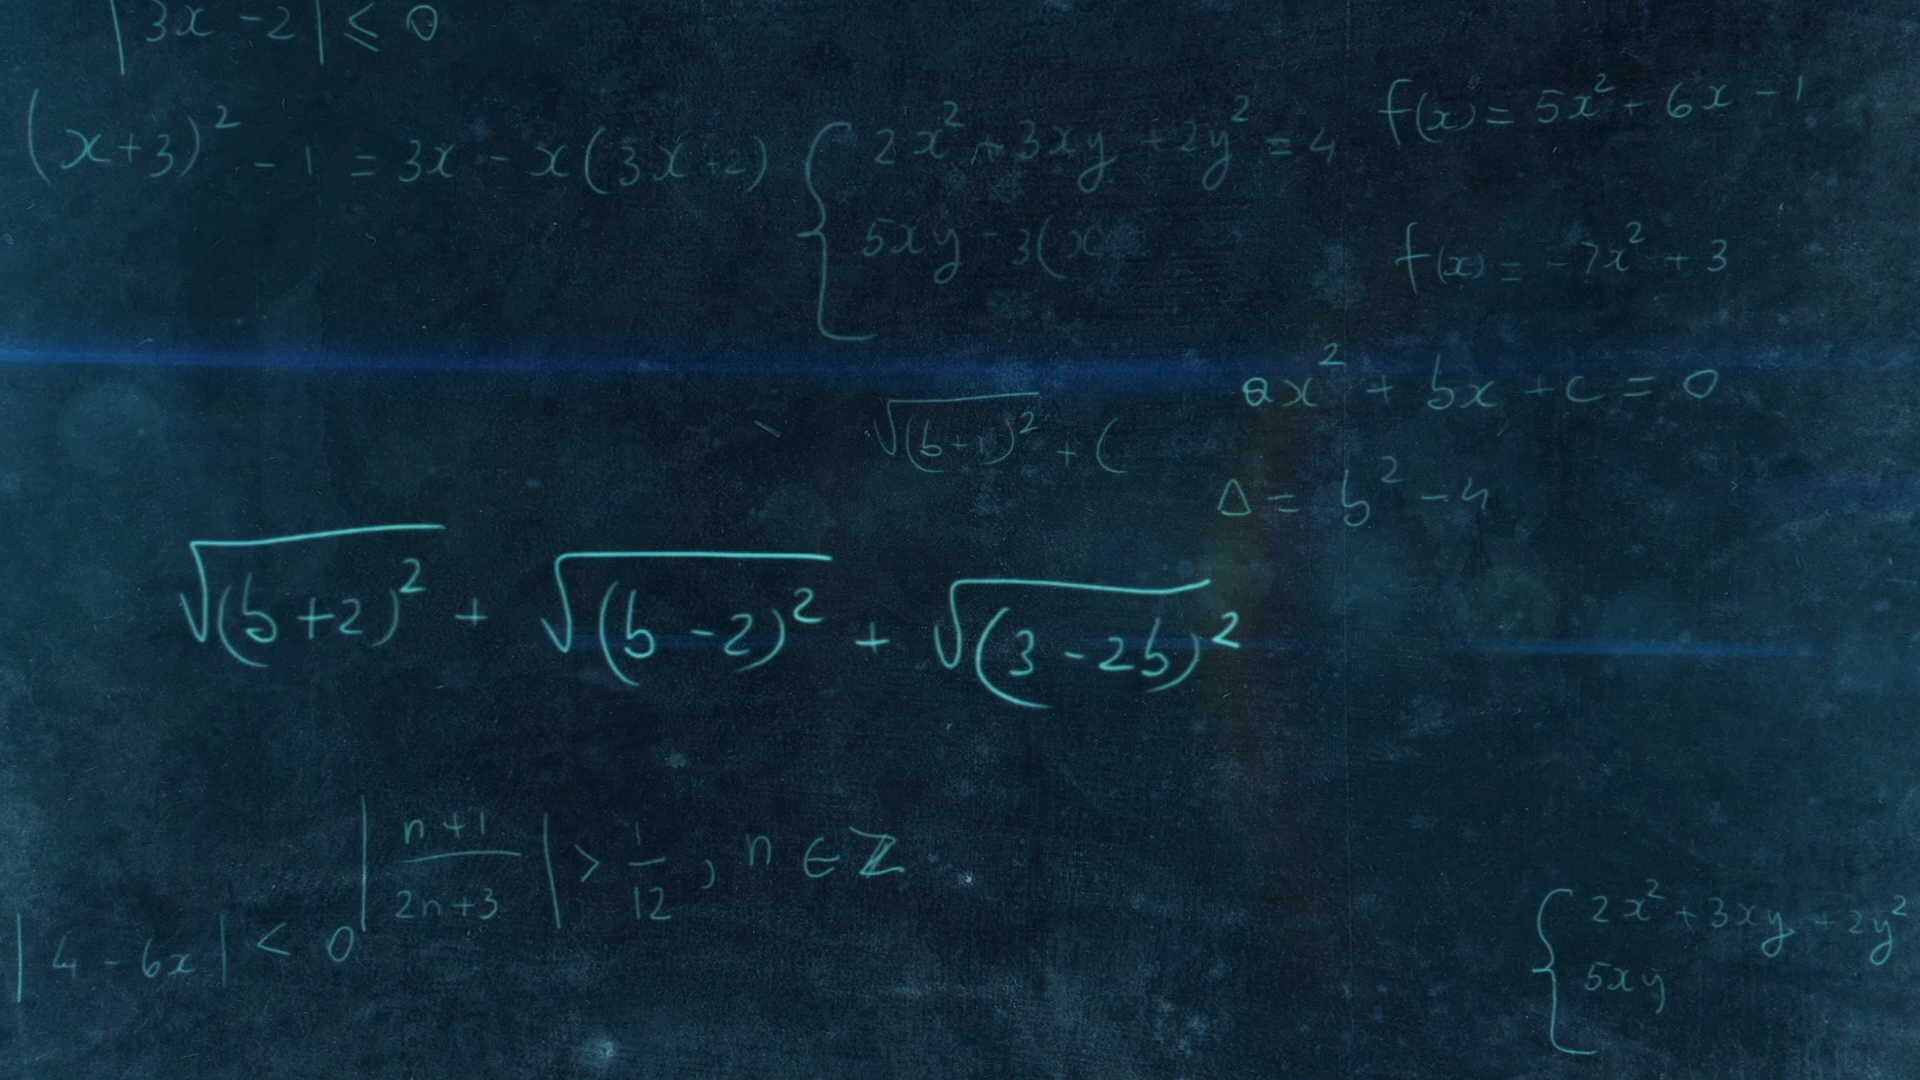 |3x - 2| ≤ 0
(x+3)² - 1 = 3x - x(3x+2)
{ 2x² + 3xy + 2y² = 4
5xy - 3(x
f(x) = 5x² + 6x - 1
f(x) = -7x² + 3
ax² + bx + c = 0
√(b+1)² + (
Δ = b² - 4
√(b+2)² + √(b-2)² + √(3-2b)²
|(n+1)/(2n+3)| > 1/12, n ∈ ℤ
|4 - 6x| < 0
{ 2x² + 3xy + 2y²
5xy